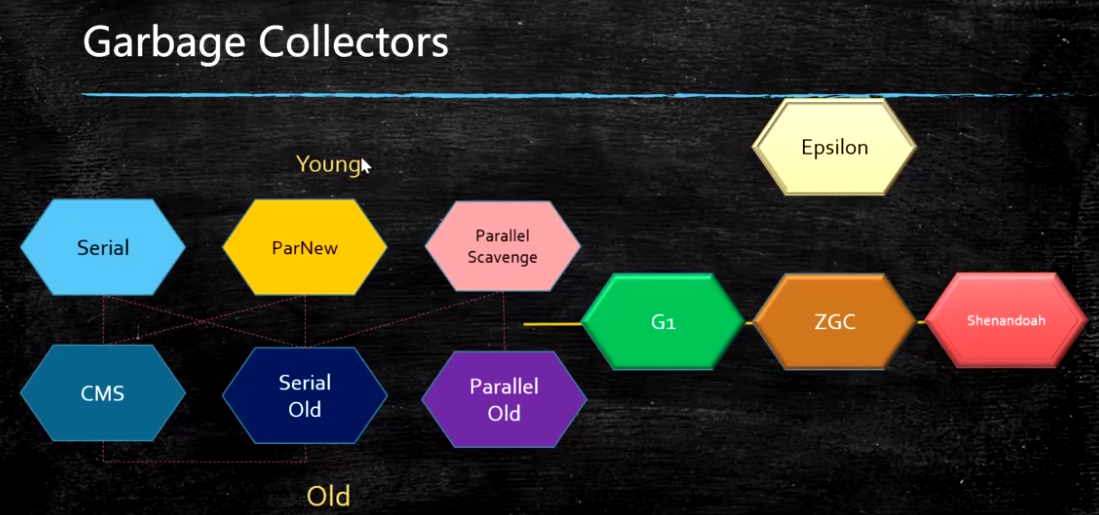 Garbage Collectors
Epsilon
Young
Serial
ParNew
Parallel
Scavenge
G1
ZGC
Shenandoah
CMS
Serial
Old
Parallel
Old
Old